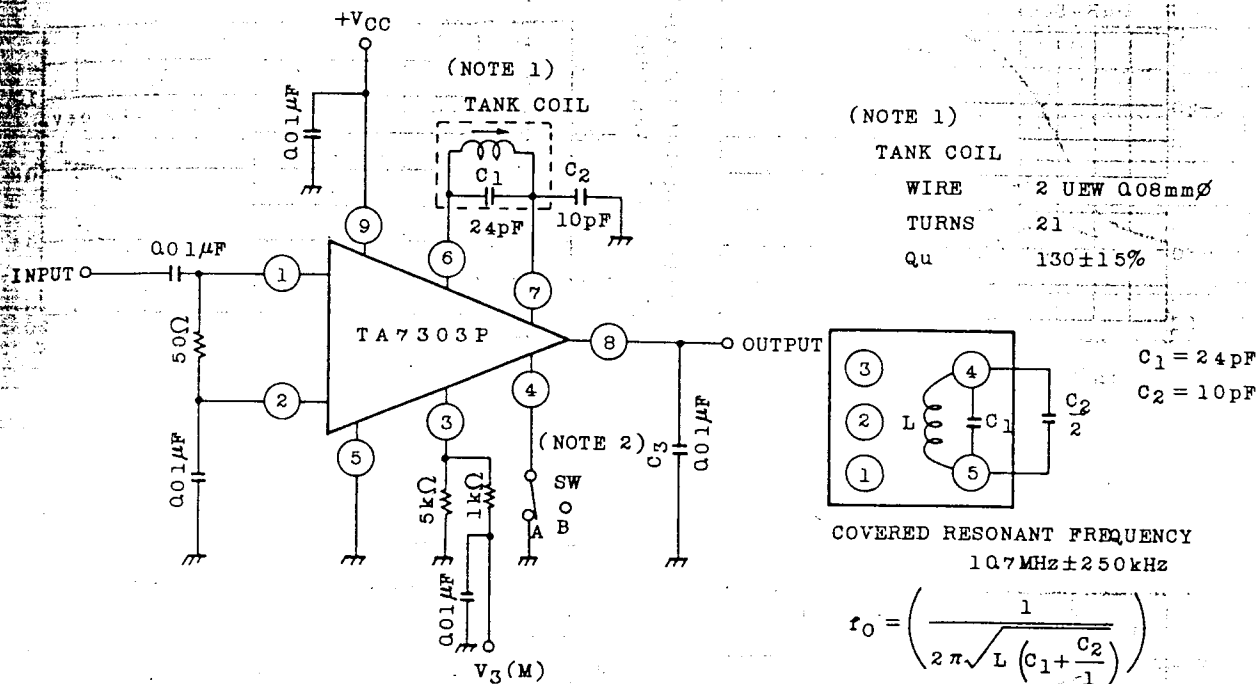 +VCC
(NOTE 1)
TANK COIL
0.01μF
C1
24pF
C2
10pF
9
6
7
INPUT
0.01μF
1
50Ω
2
0.01μF
TA7303P
8
OUTPUT
4
3
5
(NOTE 2)
C3
0.01μF
5kΩ
1kΩ
SW
A
B
0.01μF
V3(M)
(NOTE 1)
TANK COIL
WIRE 2 UEW 0.08mmØ
TURNS 21
Qu 130±15%
3
2
1
L
4
C1
5
C2
2
C1 = 24pF
C2 = 10pF
COVERED RESONANT FREQUENCY
10.7MHz±250kHz
fO = ( 1 / 2π√L(C1+C2/1) )